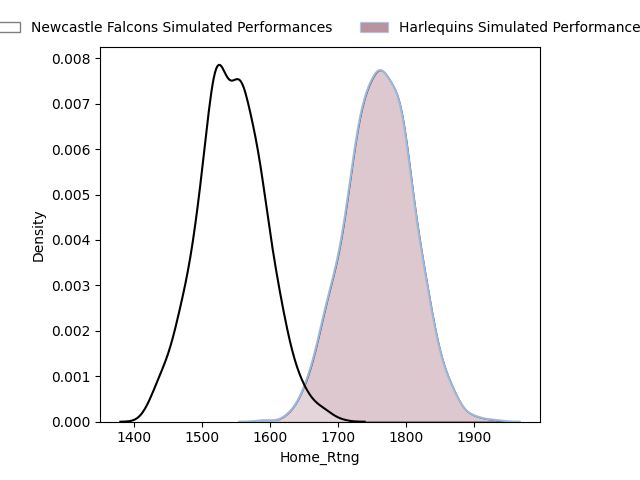 Newcastle Falcons Simulated Performances Harlequins Simulated Performance
0.008
0.007
0.006
0.005
0.004
0.003
0.002
0.001
0.000
Density
1400 1500 1600 1700 1800 1900
Home_Rtng